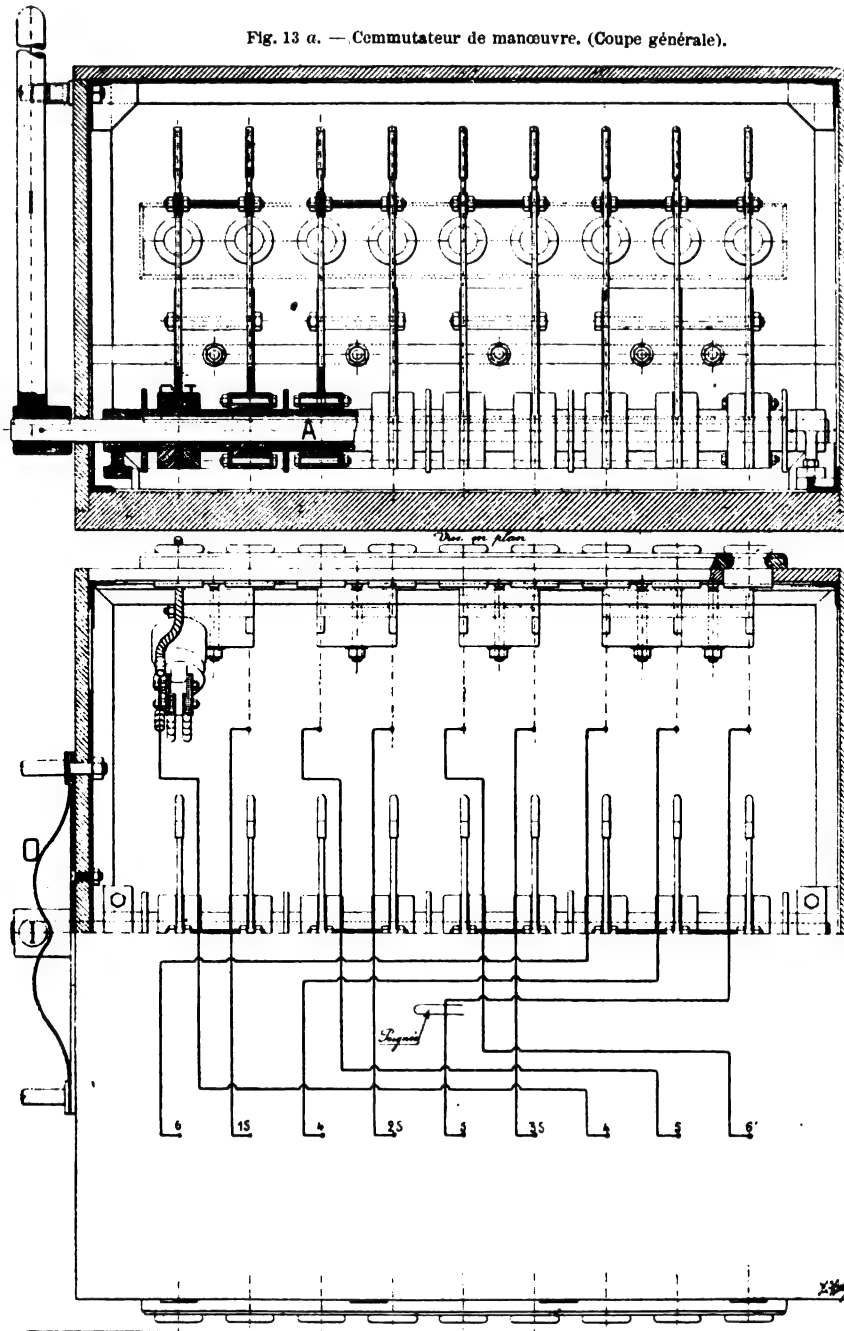 Fig. 13 a. — Commutateur de manœuvre. (Coupe générale).
A
Vue en plan
Poignée
6 1S 4 2S 5 3S 4 5 6'